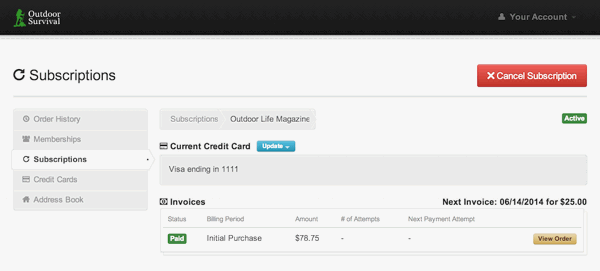 Outdoor
Survival
Your Account
Subscriptions
Cancel Subscription
Order History
Memberships
Subscriptions
Credit Cards
Address Book
Subscriptions Outdoor Life Magazine
Active
Current Credit Card Update
Visa ending in 1111
Invoices Next Invoice: 06/14/2014 for $25.00
Status Billing Period Amount # of Attempts Next Payment Attempt
Paid Initial Purchase $78.75 - - View Order